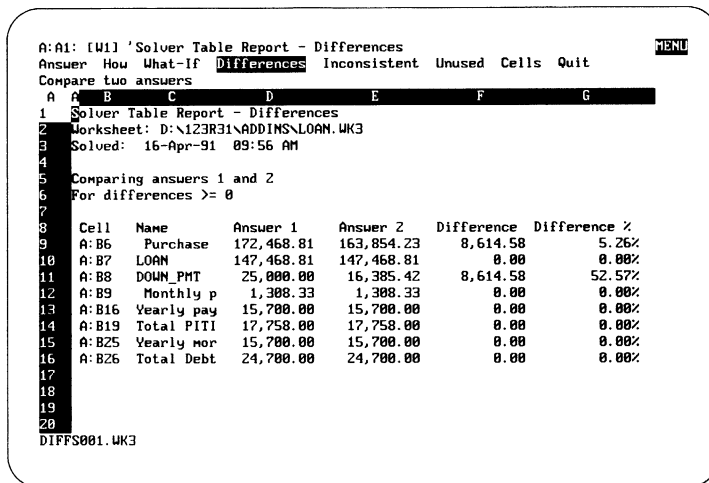 A:A1: [W1] 'Solver Table Report - Differences MENU
Answer How What-If Differences Inconsistent Unused Cells Quit
Compare two answers
A A B C D E F G
1 Solver Table Report - Differences
2 Worksheet: D:\123R31\ADDINS\LOAN.WK3
3 Solved: 16-Apr-91 09:56 AM
4
5 Comparing answers 1 and 2
6 For differences >= 0
7
8 Cell Name Answer 1 Answer 2 Difference Difference %
9 A:B6 Purchase 172,468.81 163,854.23 8,614.58 5.26%
10 A:B7 LOAN 147,468.81 147,468.81 0.00 0.00%
11 A:B8 DOWN_PMT 25,000.00 16,385.42 8,614.58 52.57%
12 A:B9 Monthly p 1,308.33 1,308.33 0.00 0.00%
13 A:B16 Yearly pay 15,700.00 15,700.00 0.00 0.00%
14 A:B19 Total PITI 17,758.00 17,758.00 0.00 0.00%
15 A:B25 Yearly mor 15,700.00 15,700.00 0.00 0.00%
16 A:B26 Total Debt 24,700.00 24,700.00 0.00 0.00%
17
18
19
20
DIFFS001.WK3